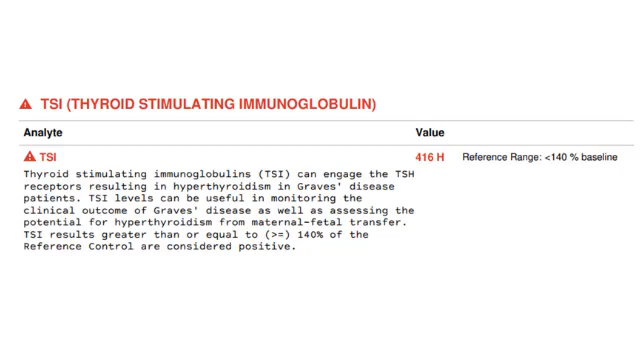 TSI (THYROID STIMULATING IMMUNOGLOBULIN)
Analyte Value
TSI 416 H Reference Range: <140 % baseline
Thyroid stimulating immunoglobulins (TSI) can engage the TSH
receptors resulting in hyperthyroidism in Graves' disease
patients. TSI levels can be useful in monitoring the
clinical outcome of Graves' disease as well as assessing the
potential for hyperthyroidism from maternal-fetal transfer.
TSI results greater than or equal to (>=) 140% of the
Reference Control are considered positive.